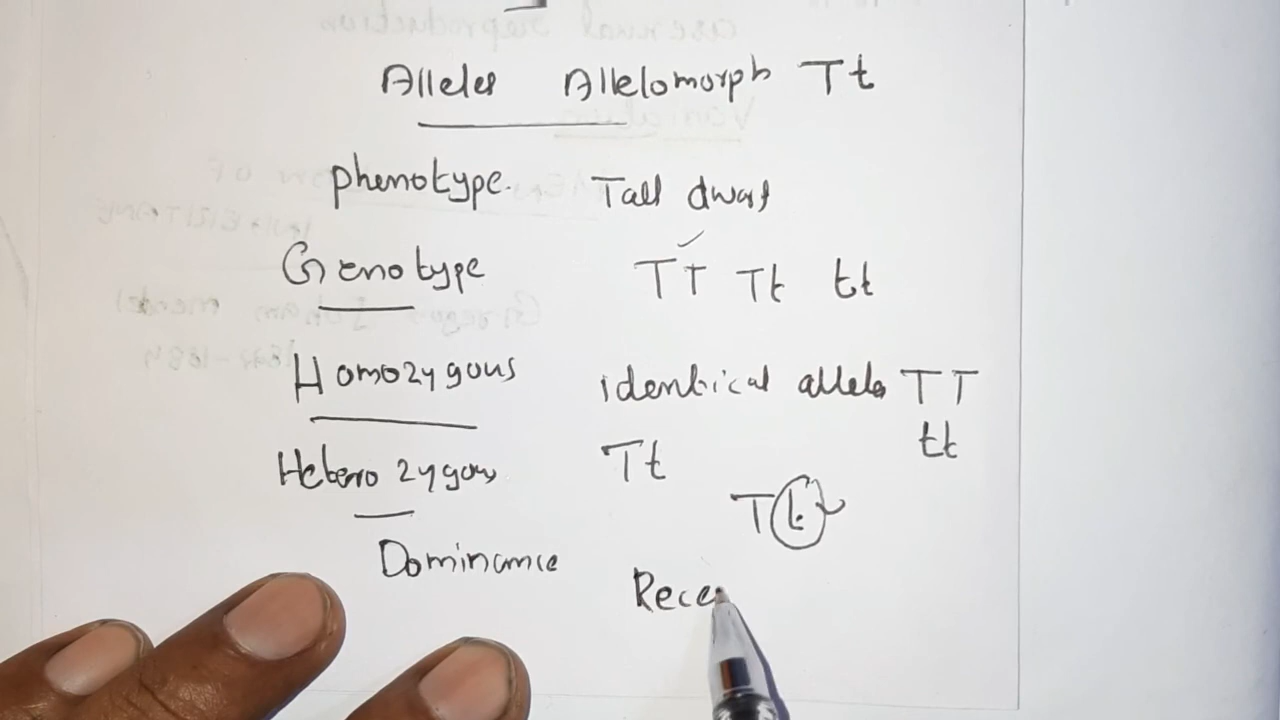 Alleles Allelomorph Tt
phenotype. Tall dwarf
Genotype TT Tt tt
Homozygous identical alleles TT
tt
Heterozygous Tt
Tt
Dominance
Rece